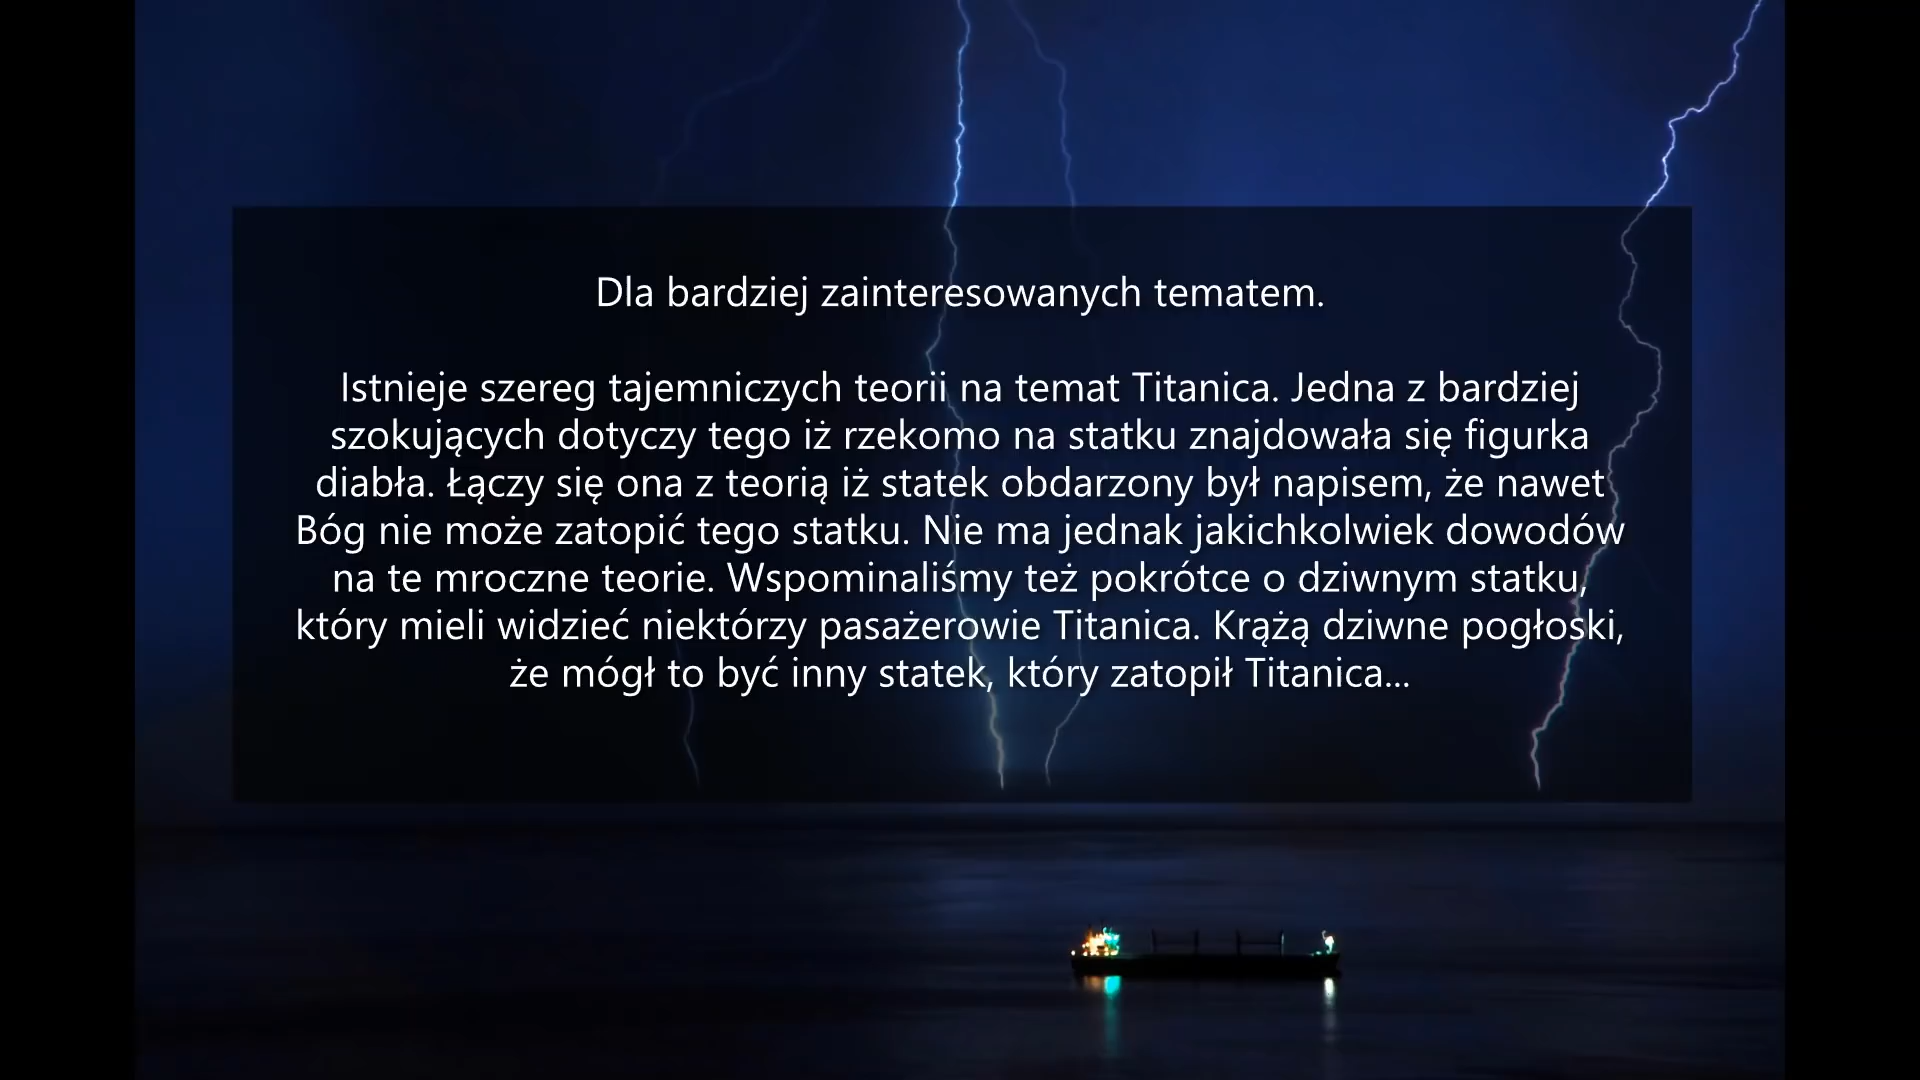 Dla bardziej zainteresowanych tematem.
Istnieje szereg tajemniczych teorii na temat Titanica. Jedna z bardziej
szokujących dotyczy tego iż rzekomo na statku znajdowała się figurka
diabła. Łączy się ona z teorią iż statek obdarzony był napisem, że nawet
Bóg nie może zatopić tego statku. Nie ma jednak jakichkolwiek dowodów
na te mroczne teorie. Wspominaliśmy też pokrótce o dziwnym statku,
który mieli widzieć niektórzy pasażerowie Titanica. Krążą dziwne pogłoski,
że mógł to być inny statek, który zatopił Titanica...